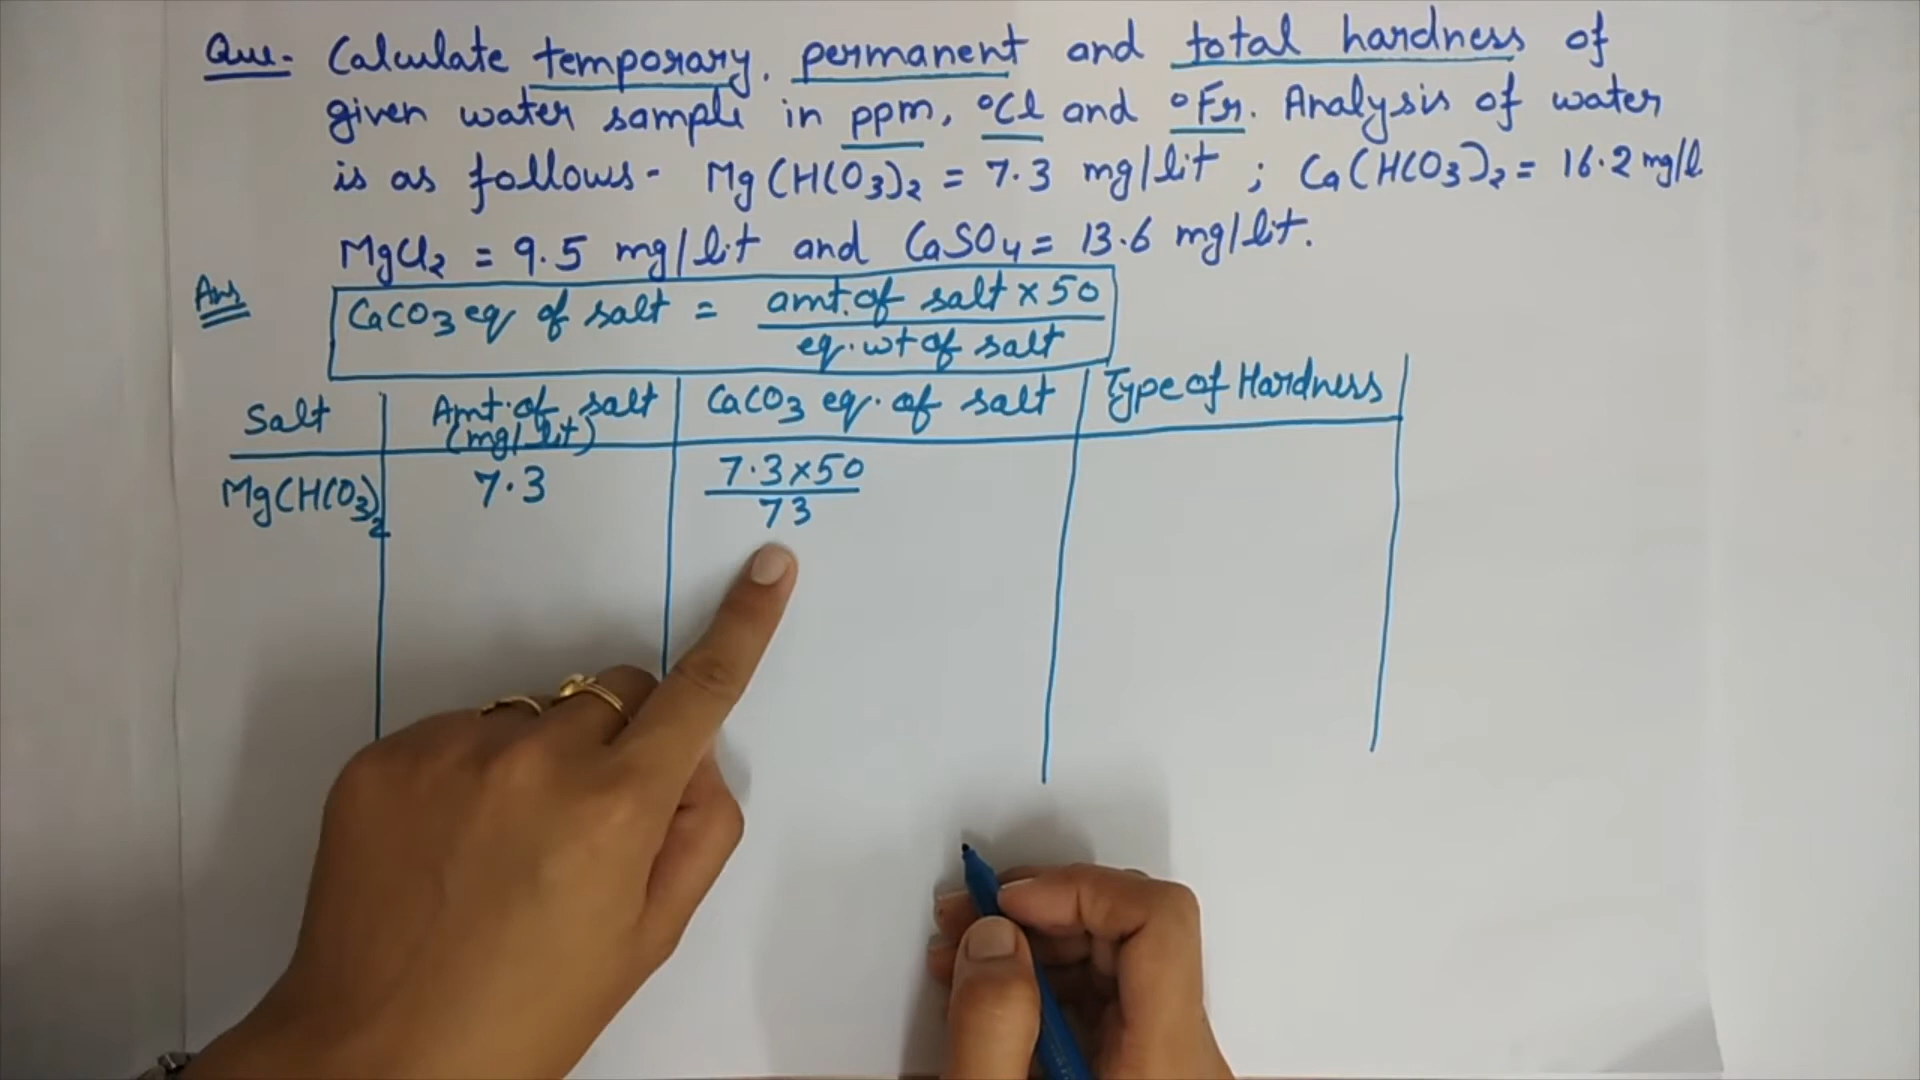 Que:- Calculate temporary, permanent and total hardness of
given water sample in ppm, °Cl and °Fr. Analysis of water
is as follows- Mg(HCO3)2 = 7.3 mg/lit ; Ca(HCO3)2 = 16.2 mg/l
MgCl2 = 9.5 mg/lit and CaSO4 = 13.6 mg/lit.
Ans
CaCO3 eq of salt = amt. of salt × 50
eq. wt of salt
Salt Amt. of salt (mg/lit) CaCO3 eq. of salt Type of Hardness
Mg(HCO3)2 7.3 7.3×50
73